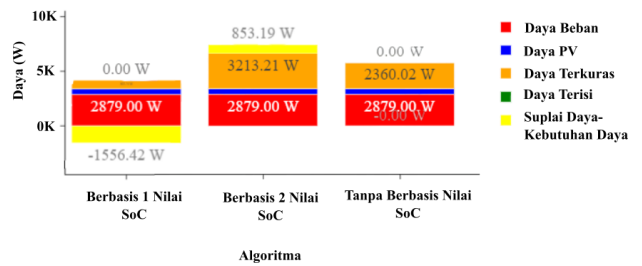 10K
5K
0K
Daya (W)
0.00 W
2879.00 W
-1556.42 W
853.19 W
3213.21 W
2879.00 W
0.00 W
2360.02 W
2879.00 W
-0.00 W
Berbasis 1 Nilai
SoC
Berbasis 2 Nilai
SoC
Tanpa Berbasis Nilai
SoC
Algoritma
Daya Beban
Daya PV
Daya Terkuras
Daya Terisi
Suplai Daya-
Kebutuhan Daya